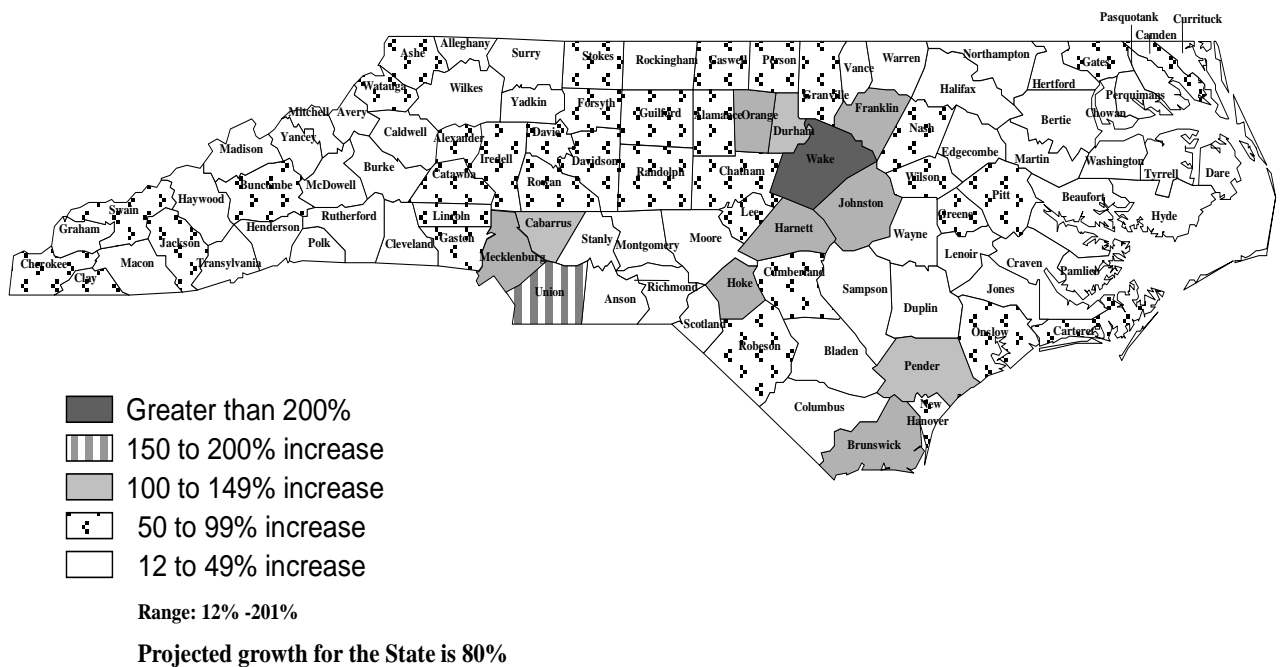 Pasquotank
Currituck
Camden
Alleghany
Ashe
Surry
Stokes
Rockingham
Caswell
Person
Vance
Warren
Northampton
Gates
Hertford
Halifax
Granville
Watauga
Wilkes
Yadkin
Forsyth
Guilford
Alamance
Orange
Durham
Franklin
Perquimans
Chowan
Bertie
Mitchell
Avery
Yancey
Caldwell
Alexander
Davie
Iredell
Nash
Edgecombe
Martin
Washington
Tyrrell
Dare
Madison
Burke
Catawba
Rowan
Davidson
Randolph
Chatham
Wake
Wilson
Buncombe
McDowell
Haywood
Swain
Graham
Jackson
Henderson
Rutherford
Polk
Cleveland
Lincoln
Gaston
Cabarrus
Mecklenburg
Stanly
Montgomery
Moore
Lee
Harnett
Johnston
Wayne
Greene
Pitt
Beaufort
Hyde
Cherokee
Clay
Macon
Transylvania
Union
Anson
Richmond
Scotland
Hoke
Cumberland
Sampson
Duplin
Lenoir
Craven
Pamlico
Jones
Carteret
Onslow
Robeson
Bladen
Pender
Columbus
New
Hanover
Brunswick
Greater than 200%
150 to 200% increase
100 to 149% increase
50 to 99% increase
12 to 49% increase
Range: 12% -201%
Projected growth for the State is 80%